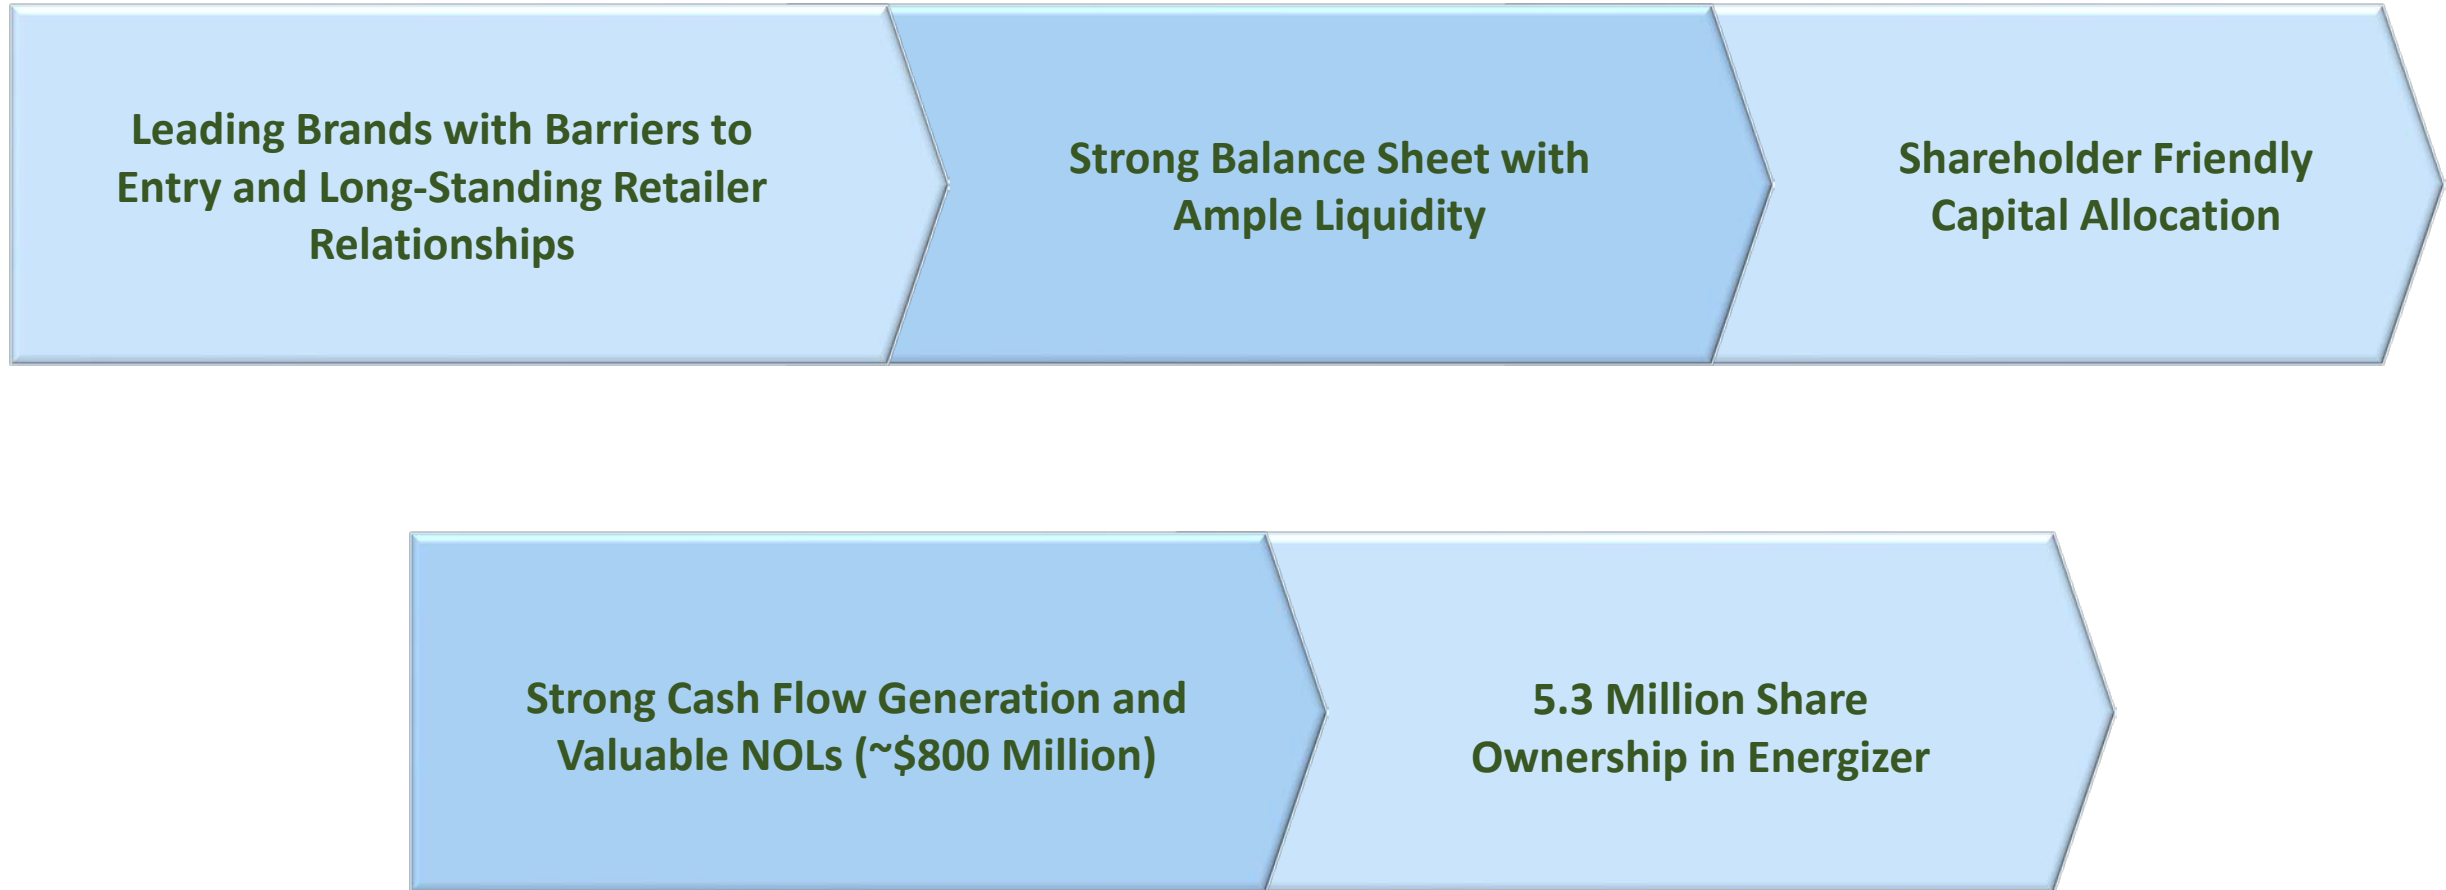 Leading Brands with Barriers to
Entry and Long-Standing Retailer
Relationships
Strong Balance Sheet with
Ample Liquidity
Shareholder Friendly
Capital Allocation
Strong Cash Flow Generation and
Valuable NOLs (~$800 Million)
5.3 Million Share
Ownership in Energizer